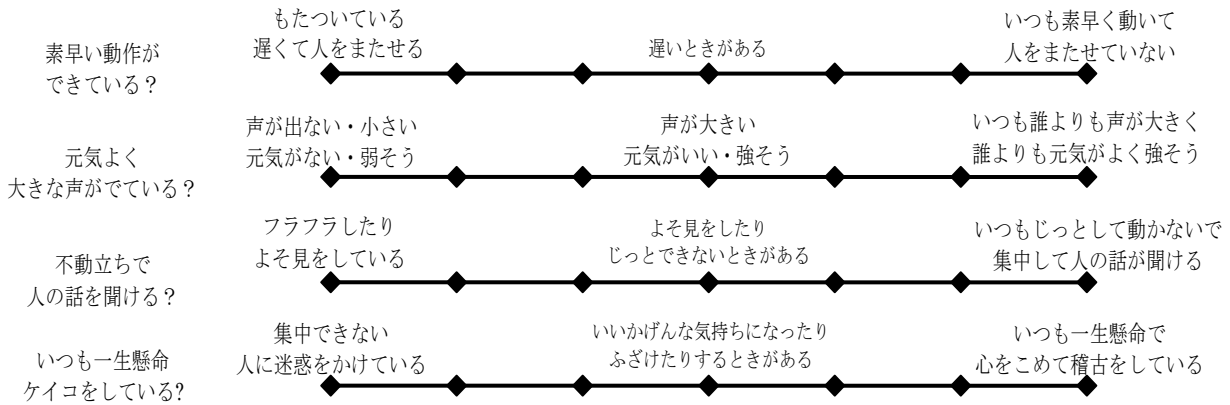 素早い動作が
できている？
もたついている
遅くて人をまたせる
遅いときがある
いつも素早く動いて
人をまたせていない
元気よく
大きな声がでている？
声が出ない・小さい
元気がない・弱そう
声が大きい
元気がいい・強そう
いつも誰よりも声が大きく
誰よりも元気がよく強そう
不動立ちで
人の話を聞ける？
フラフラしたり
よそ見をしている
よそ見をしたり
じっとできないときがある
いつもじっとして動かないで
集中して人の話が聞ける
いつも一生懸命
ケイコをしている?
集中できない
人に迷惑をかけている
いいかげんな気持ちになったり
ふざけたりするときがある
いつも一生懸命で
心をこめて稽古をしている